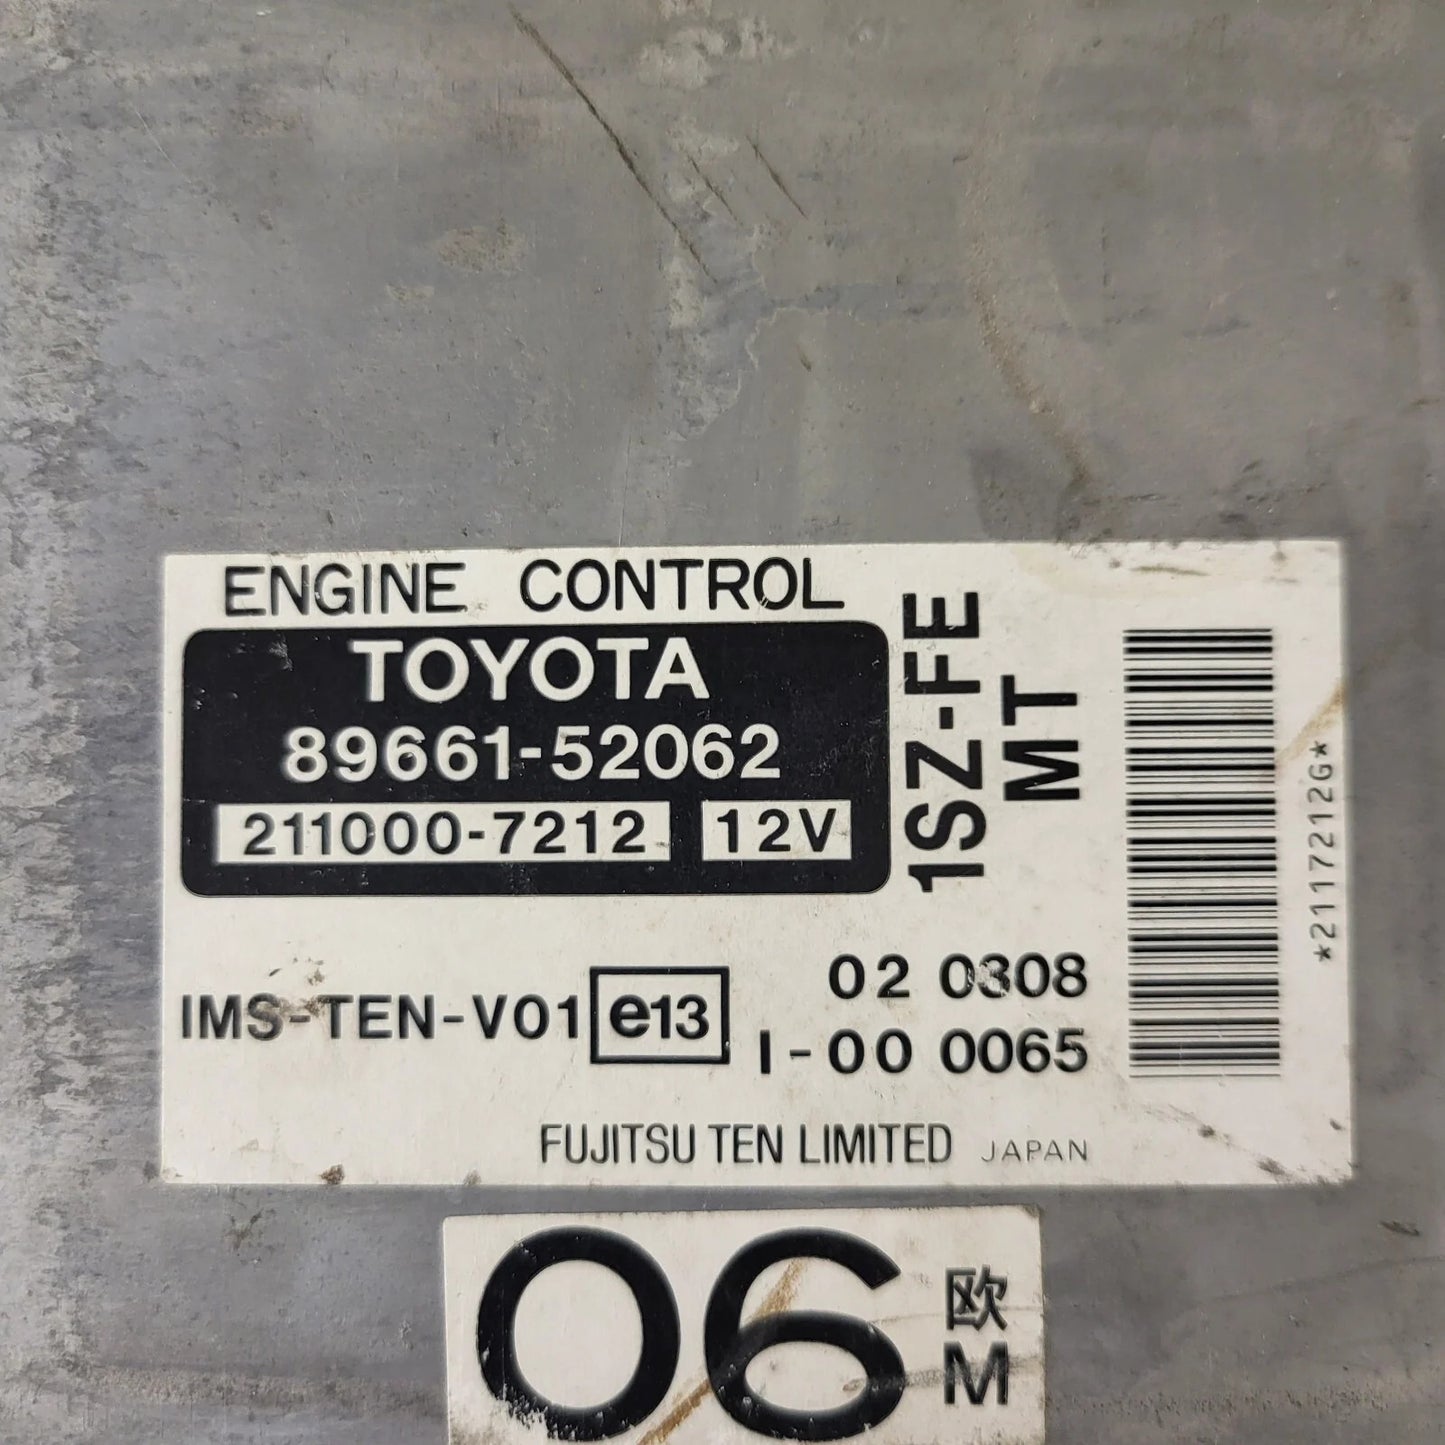 ENGINE CONTROL
TOYOTA
89661-52062
211000-7212 12V
1SZ-FE
MT
*2117212G*
IMS-TEN-V01 e13
02 0308
I-00 0065
FUJITSU TEN LIMITED JAPAN
06
欧
M